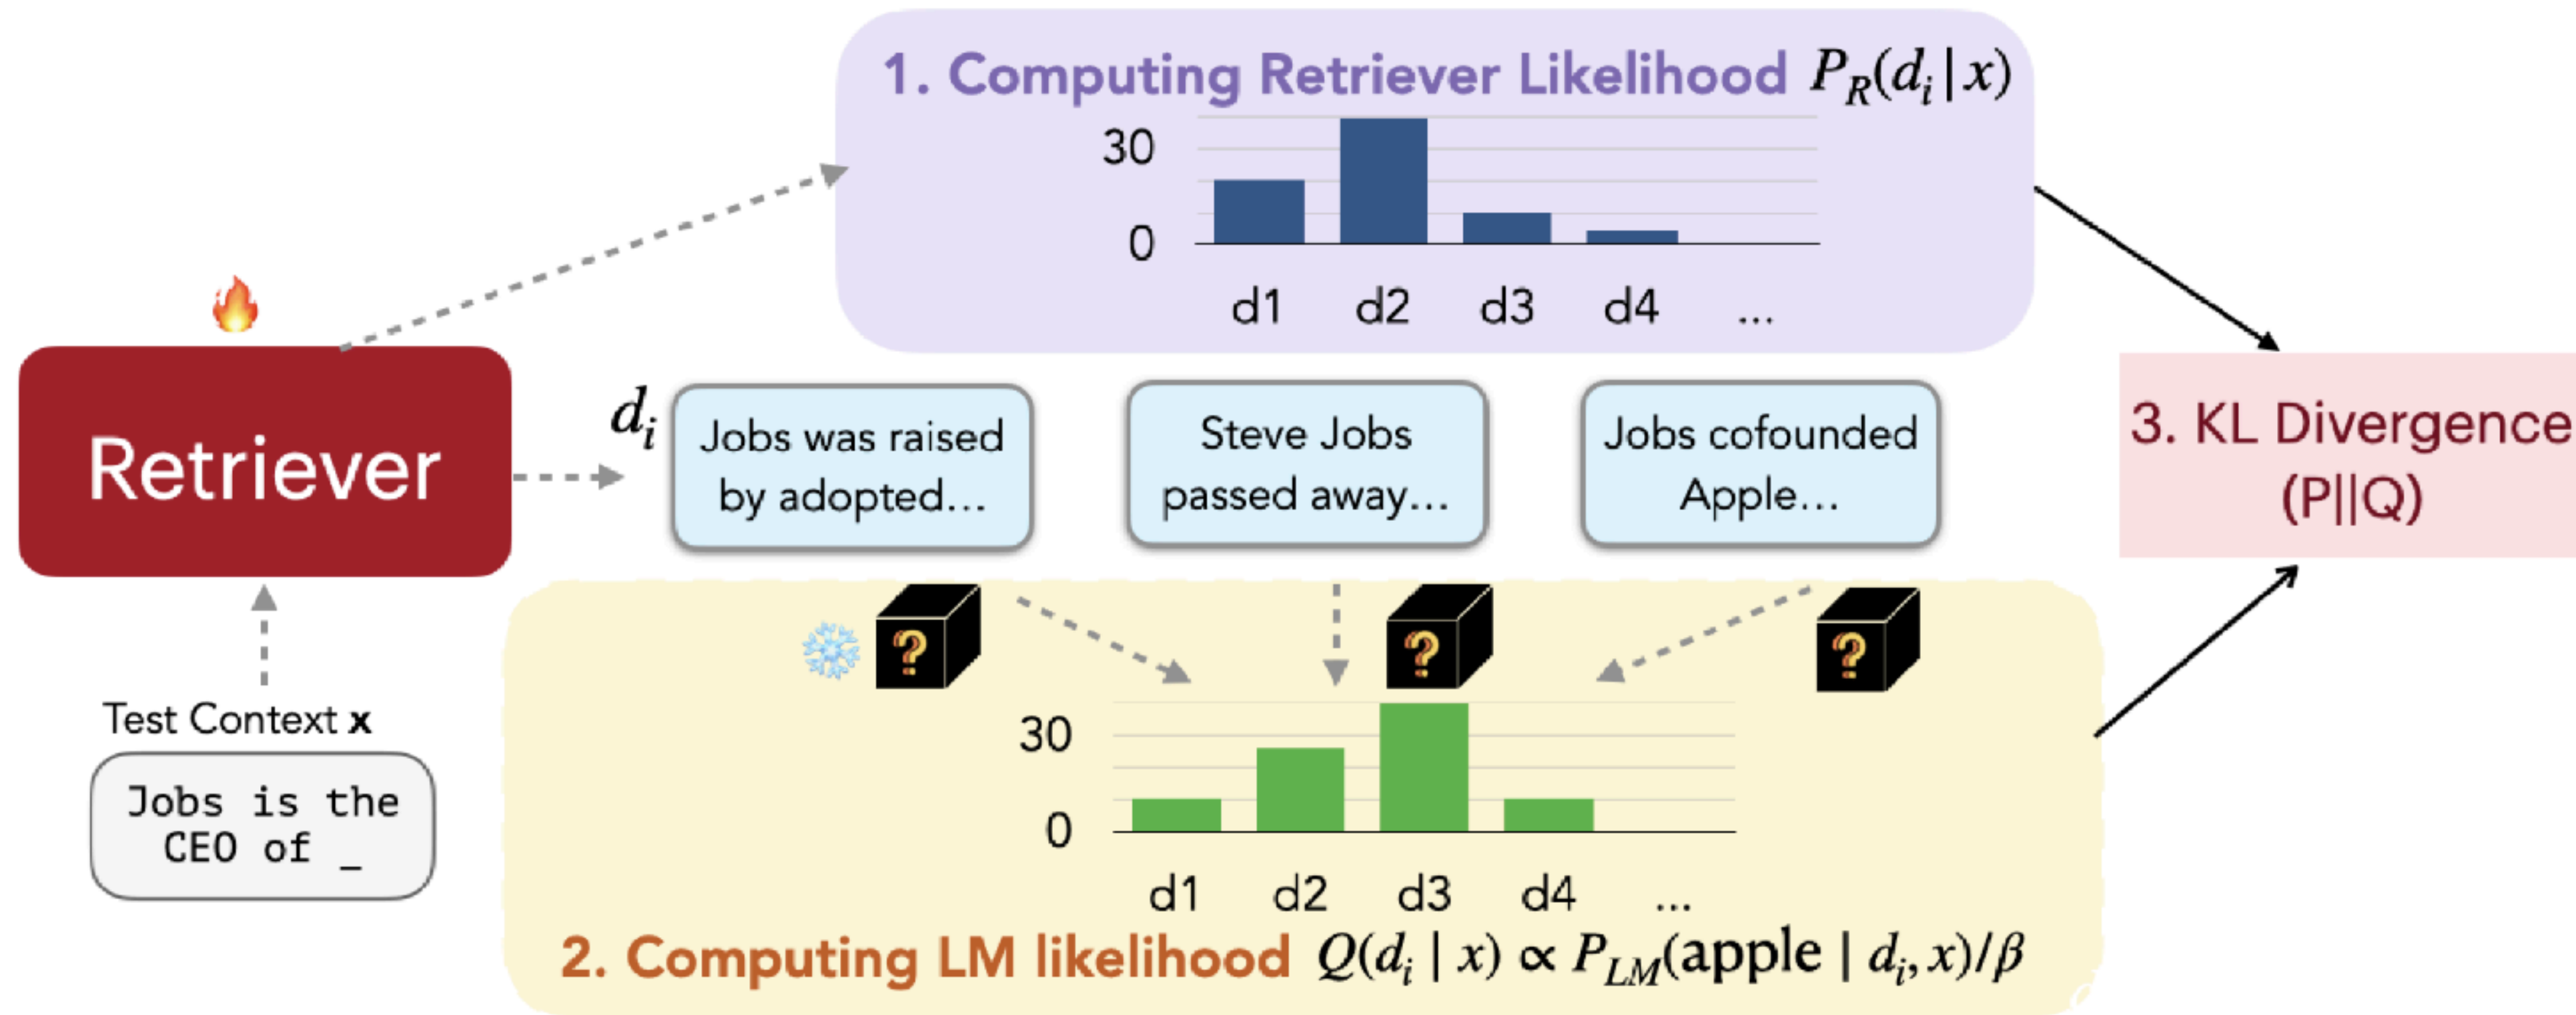 1. Computing Retriever Likelihood P_R(d_i | x)
30
0
d1 d2 d3 d4 ...
Retriever
d_i
Jobs was raised
by adopted...
Steve Jobs
passed away...
Jobs cofounded
Apple...
3. KL Divergence
(P||Q)
Test Context x
Jobs is the
CEO of _
? ? ?
30
0
d1 d2 d3 d4 ...
2. Computing LM likelihood Q(d_i | x) ∝ P_{LM}(apple | d_i, x)/β